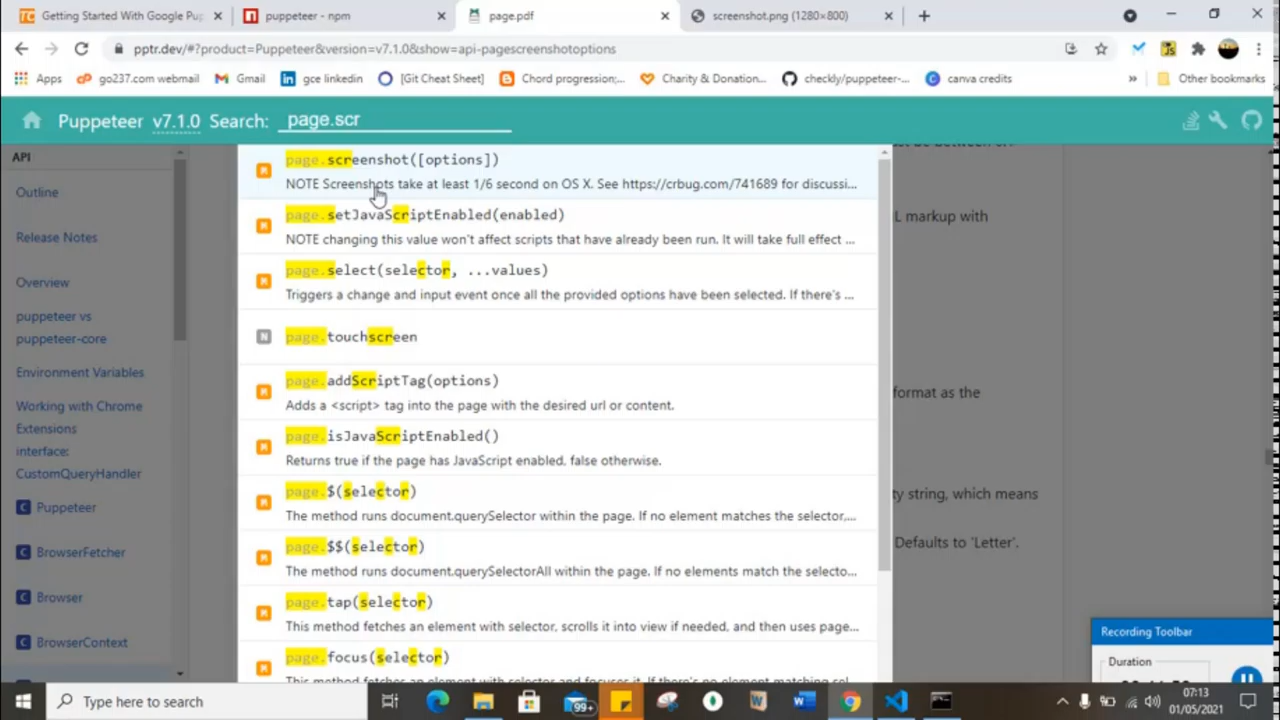 Getting Started With Google Pup
puppeteer - npm
page.pdf
screenshot.png (1280×800)
pptr.dev/#?product=Puppeteer&version=v7.1.0&show=api-pagescreenshotoptions
Apps
go237.com webmail
Gmail
gce linkedin
[Git Cheat Sheet]
Chord progression;...
Charity & Donation...
checkly/puppeteer-...
canva credits
»
Other bookmarks
Puppeteer v7.1.0 Search: page.scr
API
Outline
Release Notes
Overview
puppeteer vs
puppeteer-core
Environment Variables
Working with Chrome
Extensions
interface:
CustomQueryHandler
Puppeteer
BrowserFetcher
Browser
BrowserContext
page.screenshot([options])
NOTE Screenshots take at least 1/6 second on OS X. See https://crbug.com/741689 for discussi...
page.setJavaScriptEnabled(enabled)
NOTE changing this value won't affect scripts that have already been run. It will take full effect ...
page.select(selector, ...values)
Triggers a change and input event once all the provided options have been selected. If there's ...
page.touchscreen
page.addScriptTag(options)
Adds a <script> tag into the page with the desired url or content.
page.isJavaScriptEnabled()
Returns true if the page has JavaScript enabled, false otherwise.
page.$(selector)
The method runs document.querySelector within the page. If no element matches the selector,...
page.$$(selector)
The method runs document.querySelectorAll within the page. If no elements match the selecto...
page.tap(selector)
This method fetches an element with selector, scrolls it into view if needed, and then uses page...
page.focus(selector)
L markup with
format as the
ty string, which means
Defaults to 'Letter'.
Recording Toolbar
Duration
Type here to search
99+
07:13
01/05/2021